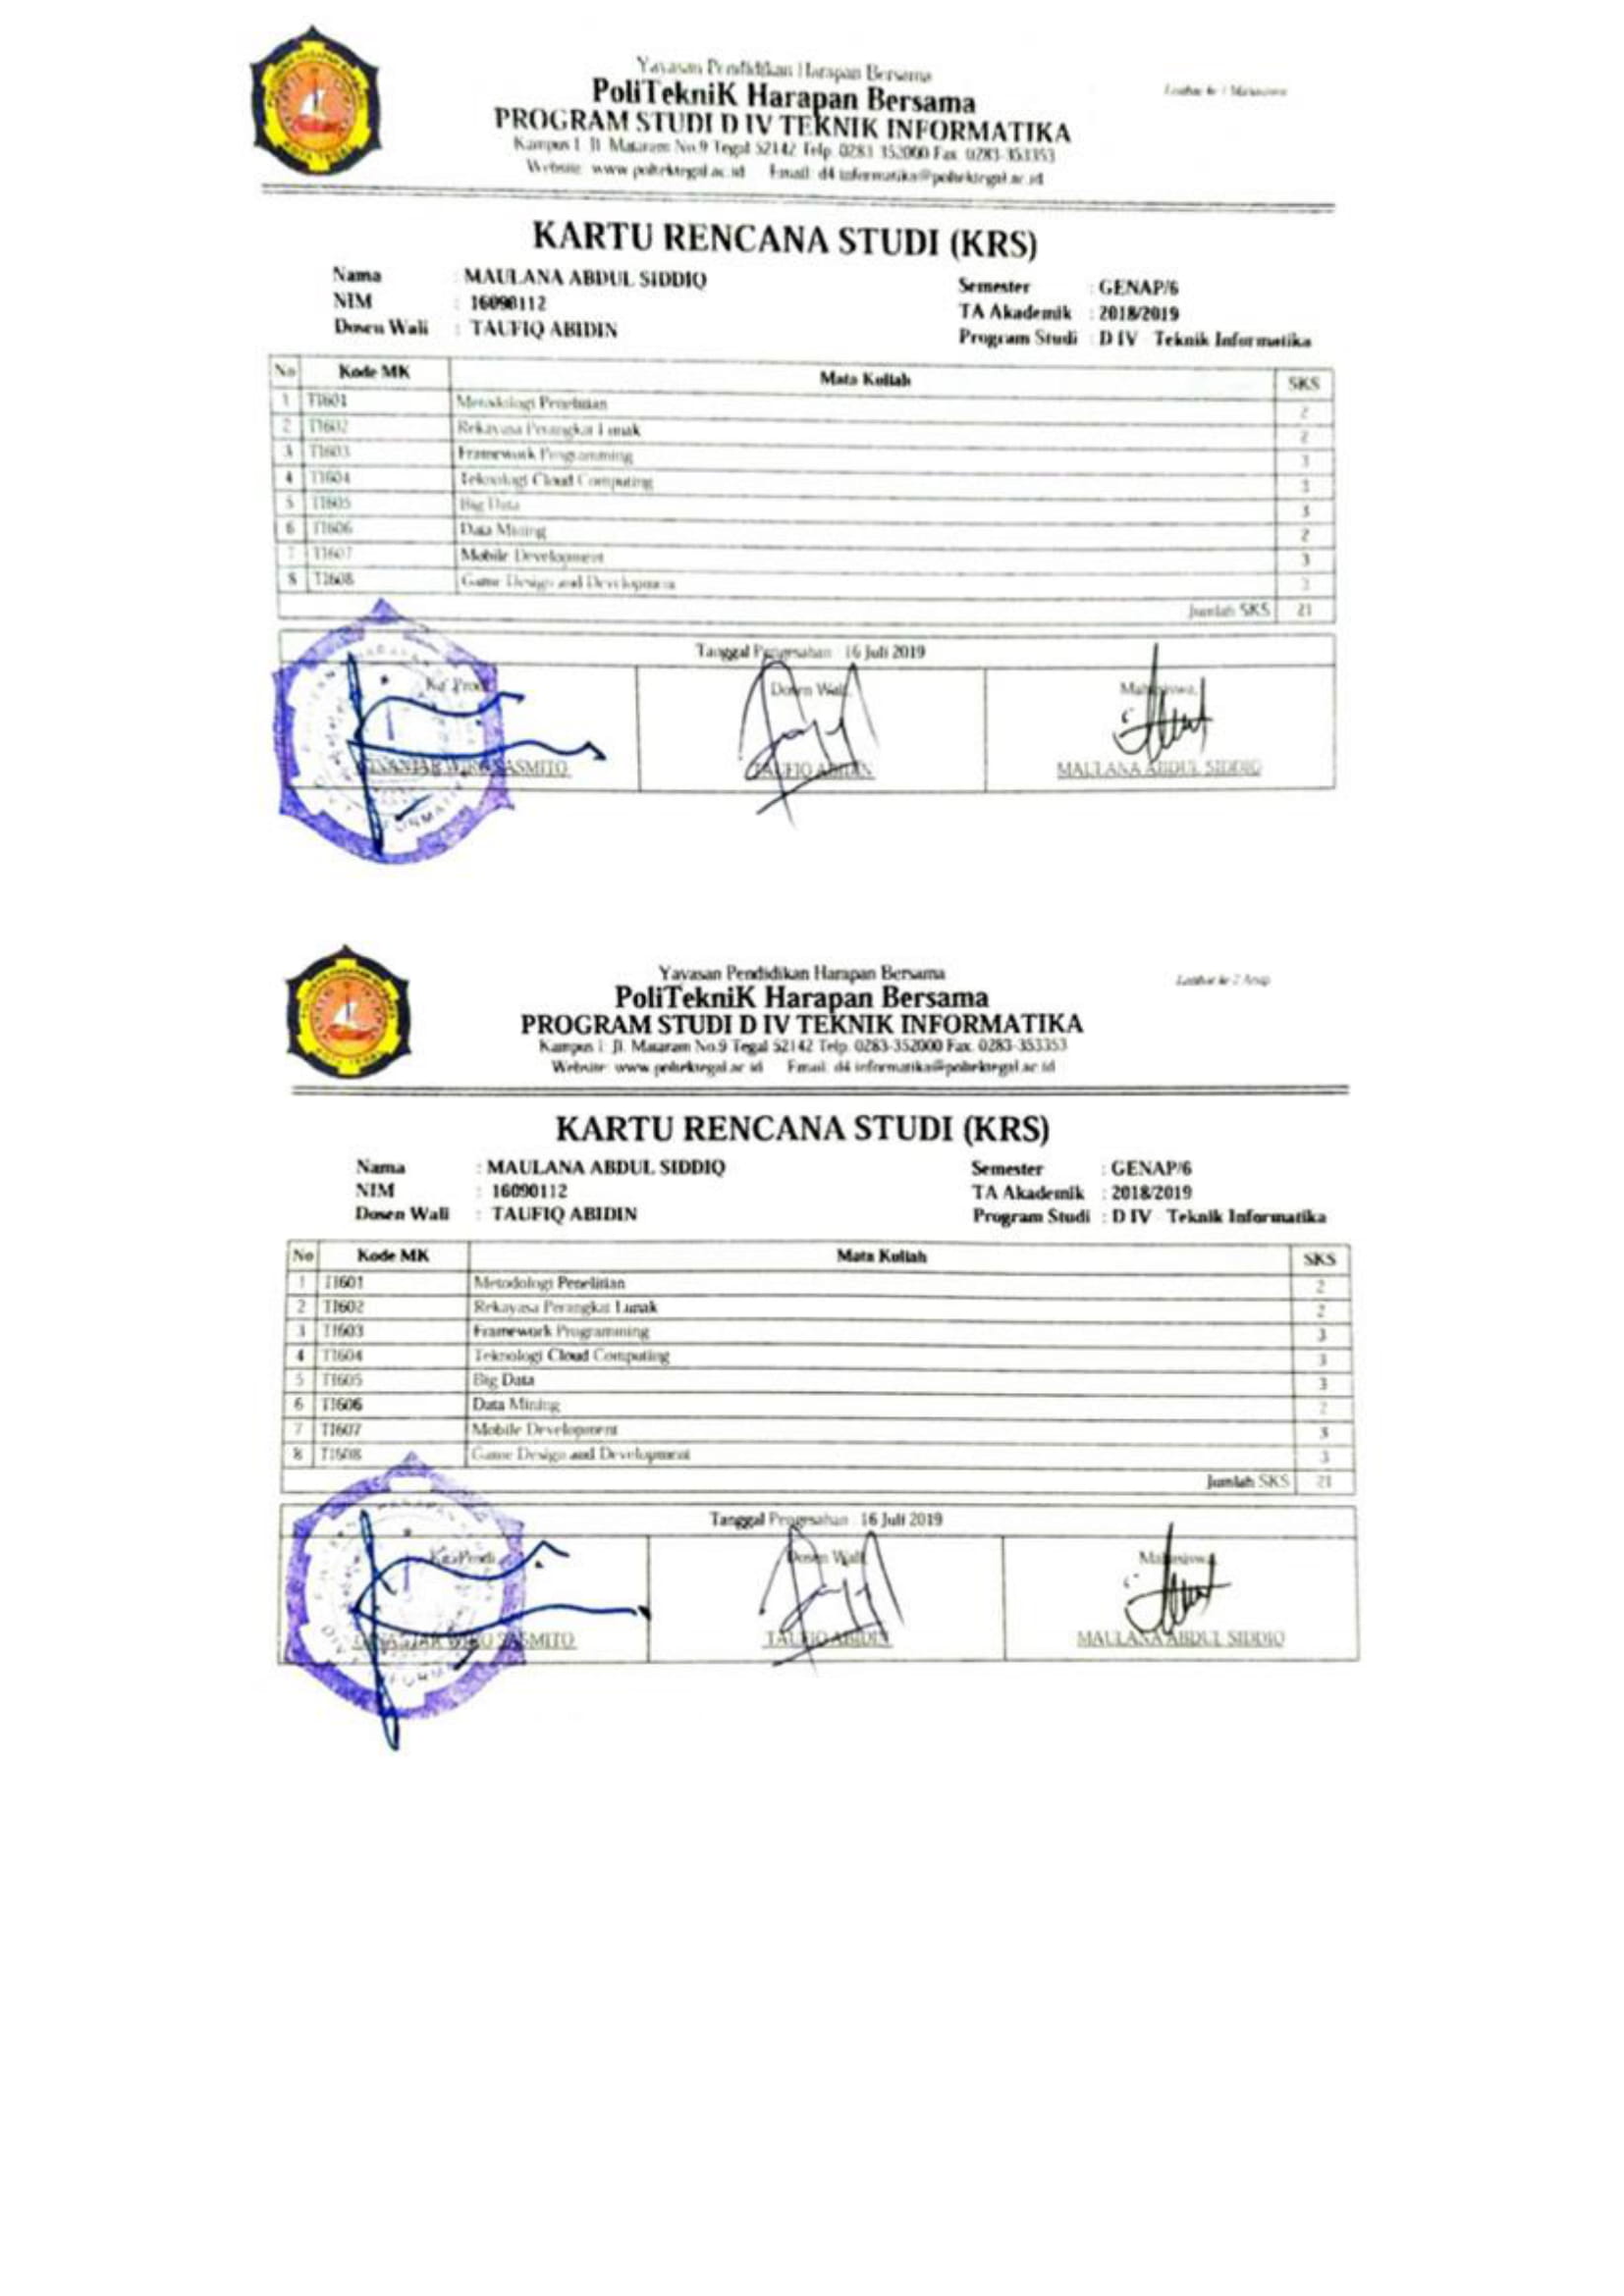 Yayasan Pendidikan Harapan Bersama
PoliTekniK Harapan Bersama
PROGRAM STUDI D IV TEKNIK INFORMATIKA
Kampus I Jl. Mataram No.9 Tegal 52142 Telp. 0283 352000 Fax. 0283-353353
Website: www.poltektegal.ac.id Email: d4 informatika@poltektegal.ac.id
Lembar ke 1 Mahasiswa
KARTU RENCANA STUDI (KRS)
Nama : MAULANA ABDUL SIDDIQ
NIM : 16090112
Dosen Wali : TAUFIQ ABIDIN
Semester : GENAP/6
TA Akademik : 2018/2019
Program Studi : D IV Teknik Informatika
No Kode MK Mata Kuliah SKS
1 TI601 Metodologi Penelitian 2
2 TI602 Rekayasa Perangkat Lunak 2
3 TI603 Framework Programming 3
4 TI604 Teknologi Cloud Computing 3
5 TI605 Big Data 3
6 TI606 Data Mining 2
7 TI607 Mobile Development 3
8 TI608 Game Design and Development 3
Jumlah SKS 21
Tanggal Pengesahan : 16 Juli 2019
Ka Prodi Dosen Wali, Mahasiswa,
WIRO SASMITO TAUFIQ ABIDIN MAULANA ABDUL SIDDIQ
Yayasan Pendidikan Harapan Bersama
PoliTekniK Harapan Bersama
PROGRAM STUDI D IV TEKNIK INFORMATIKA
Kampus I Jl. Mataram No.9 Tegal 52142 Telp. 0283-352000 Fax. 0283-353353
Website: www.poltektegal.ac.id Email: d4 informatika@poltektegal.ac.id
Lembar ke 2 Arsip
KARTU RENCANA STUDI (KRS)
Nama : MAULANA ABDUL SIDDIQ
NIM : 16090112
Dosen Wali : TAUFIQ ABIDIN
Semester : GENAP/6
TA Akademik : 2018/2019
Program Studi : D IV Teknik Informatika
No Kode MK Mata Kuliah SKS
1 TI601 Metodologi Penelitian 2
2 TI602 Rekayasa Perangkat Lunak 2
3 TI603 Framework Programming 3
4 TI604 Teknologi Cloud Computing 3
5 TI605 Big Data 3
6 TI606 Data Mining 2
7 TI607 Mobile Development 3
8 TI608 Game Design and Development 3
Jumlah SKS 21
Tanggal Pengesahan : 16 Juli 2019
Ka Prodi Dosen Wali, Mahasiswa,
WIRO SASMITO TAUFIQ ABIDIN MAULANA ABDUL SIDDIQ